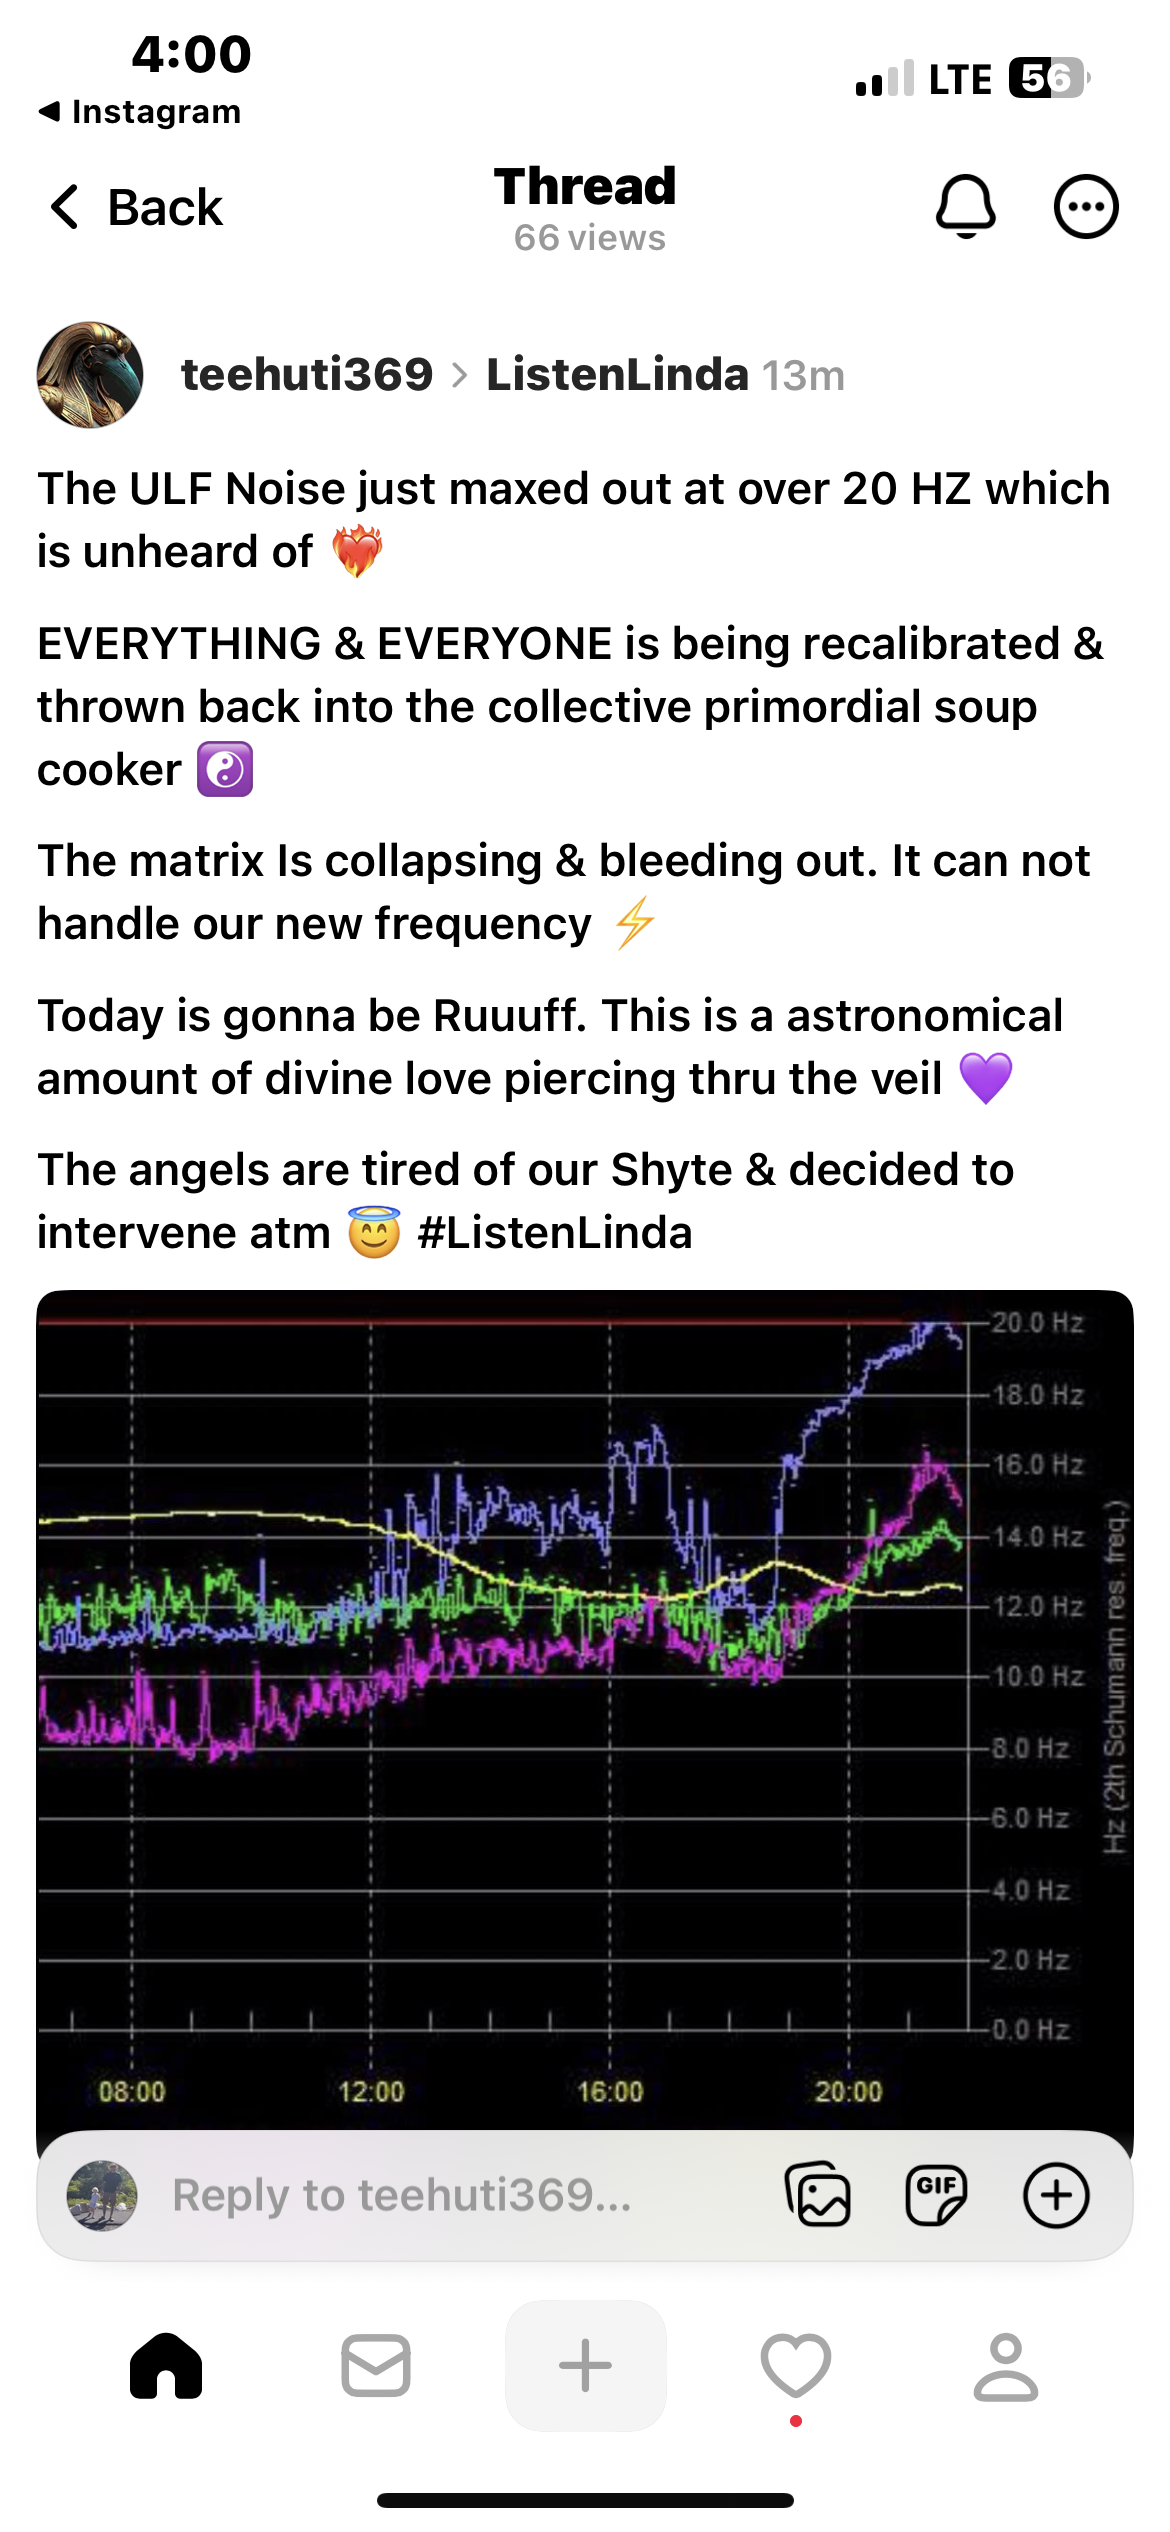 4:00
LTE 56
◀ Instagram
Back
Thread
66 views
teehuti369 > ListenLinda 13m
The ULF Noise just maxed out at over 20 HZ which
is unheard of ❤️‍🔥
EVERYTHING & EVERYONE is being recalibrated &
thrown back into the collective primordial soup
cooker ☯️
The matrix Is collapsing & bleeding out. It can not
handle our new frequency ⚡
Today is gonna be Ruuuff. This is a astronomical
amount of divine love piercing thru the veil 💜
The angels are tired of our Shyte & decided to
intervene atm 😇 #ListenLinda
20.0 Hz
18.0 Hz
16.0 Hz
14.0 Hz
12.0 Hz
10.0 Hz
8.0 Hz
6.0 Hz
4.0 Hz
2.0 Hz
0.0 Hz
Hz (2th Schumann res. freq.)
08:00 12:00 16:00 20:00
Reply to teehuti369...
GIF